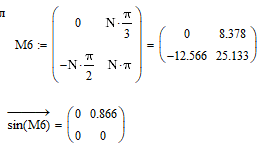 л
M6 := ( 0 N·π/3 ; −N·π/2 N·π ) = ( 0 8.378 ; −12.566 25.133 )
sin(M6) = ( 0 0.866 ; 0 0 )